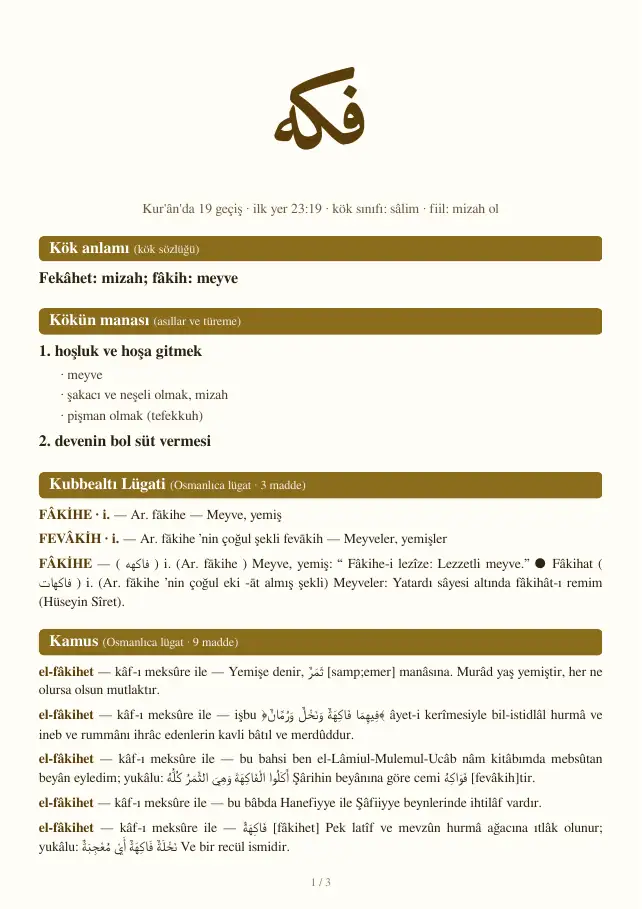 فكه
Kur'ân'da 19 geçiş · ilk yer 23:19 · kök sınıfı: sâlim · fiil: mizah ol
Kök anlamı (kök sözlüğü)
Fekâhet: mizah; fâkih: meyve
Kökün manası (asıllar ve türeme)
1. hoşluk ve hoşa gitmek
· meyve
· şakacı ve neşeli olmak, mizah
· pişman olmak (tefekkuh)
2. devenin bol süt vermesi
Kubbealtı Lügati (Osmanlıca lügat · 3 madde)
FÂKİHE · i. — Ar. fākihe — Meyve, yemiş
FEVÂKİH · i. — Ar. fākihe ’nin çoğul şekli fevākih — Meyveler, yemişler
FÂKİHE — ( فاكهه ) i. (Ar. fākihe ) Meyve, yemiş: “ Fâkihe-i lezîze: Lezzetli meyve.” ● Fâkihat (
فاكهات ) i. (Ar. fākihe ’nin çoğul eki -āt almış şekli) Meyveler: Yatardı sâyesi altında fâkihât-ı remim
(Hüseyin Sîret).
Kamus (Osmanlıca lügat · 9 madde)
el-fâkihet — kâf-ı meksûre ile — Yemişe denir, ثَمَرٌ [samp;emer] manâsına. Murâd yaş yemiştir, her ne
olursa olsun mutlaktır.
el-fâkihet — kâf-ı meksûre ile — işbu ﴿فِيهِمَا فَاكِهَةٌ وَنَخْلٌ وَرُمَّانٌ﴾ âyet-i kerîmesiyle bil-istidlâl hurmâ ve
ineb ve rummânı ihrâc edenlerin kavli bâtıl ve merdûddur.
el-fâkihet — kâf-ı meksûre ile — bu bahsi ben el-Lâmiul-Mulemul-Ucâb nâm kitâbımda mebsûtan
beyân eyledim; yukâlu: أَكَلُوا الْفَاكِهَةَ وَهِيَ الثَّمَرُ كُلُّهُ Şârihin beyânına göre cemi فَوَاكِهُ [fevâkih]tir.
el-fâkihet — kâf-ı meksûre ile — bu bâbda Hanefiyye ile Şâfiiyye beynlerinde ihtilâf vardır.
el-fâkihet — kâf-ı meksûre ile — فَاكِهَةٌ [fâkihet] Pek latîf ve mevzûn hurmâ ağacına ıtlâk olunur;
yukâlu: نَخْلَةٌ فَاكِهَةٌ أَيْ مُعْجِبَةٌ Ve bir recül ismidir.
1 / 3